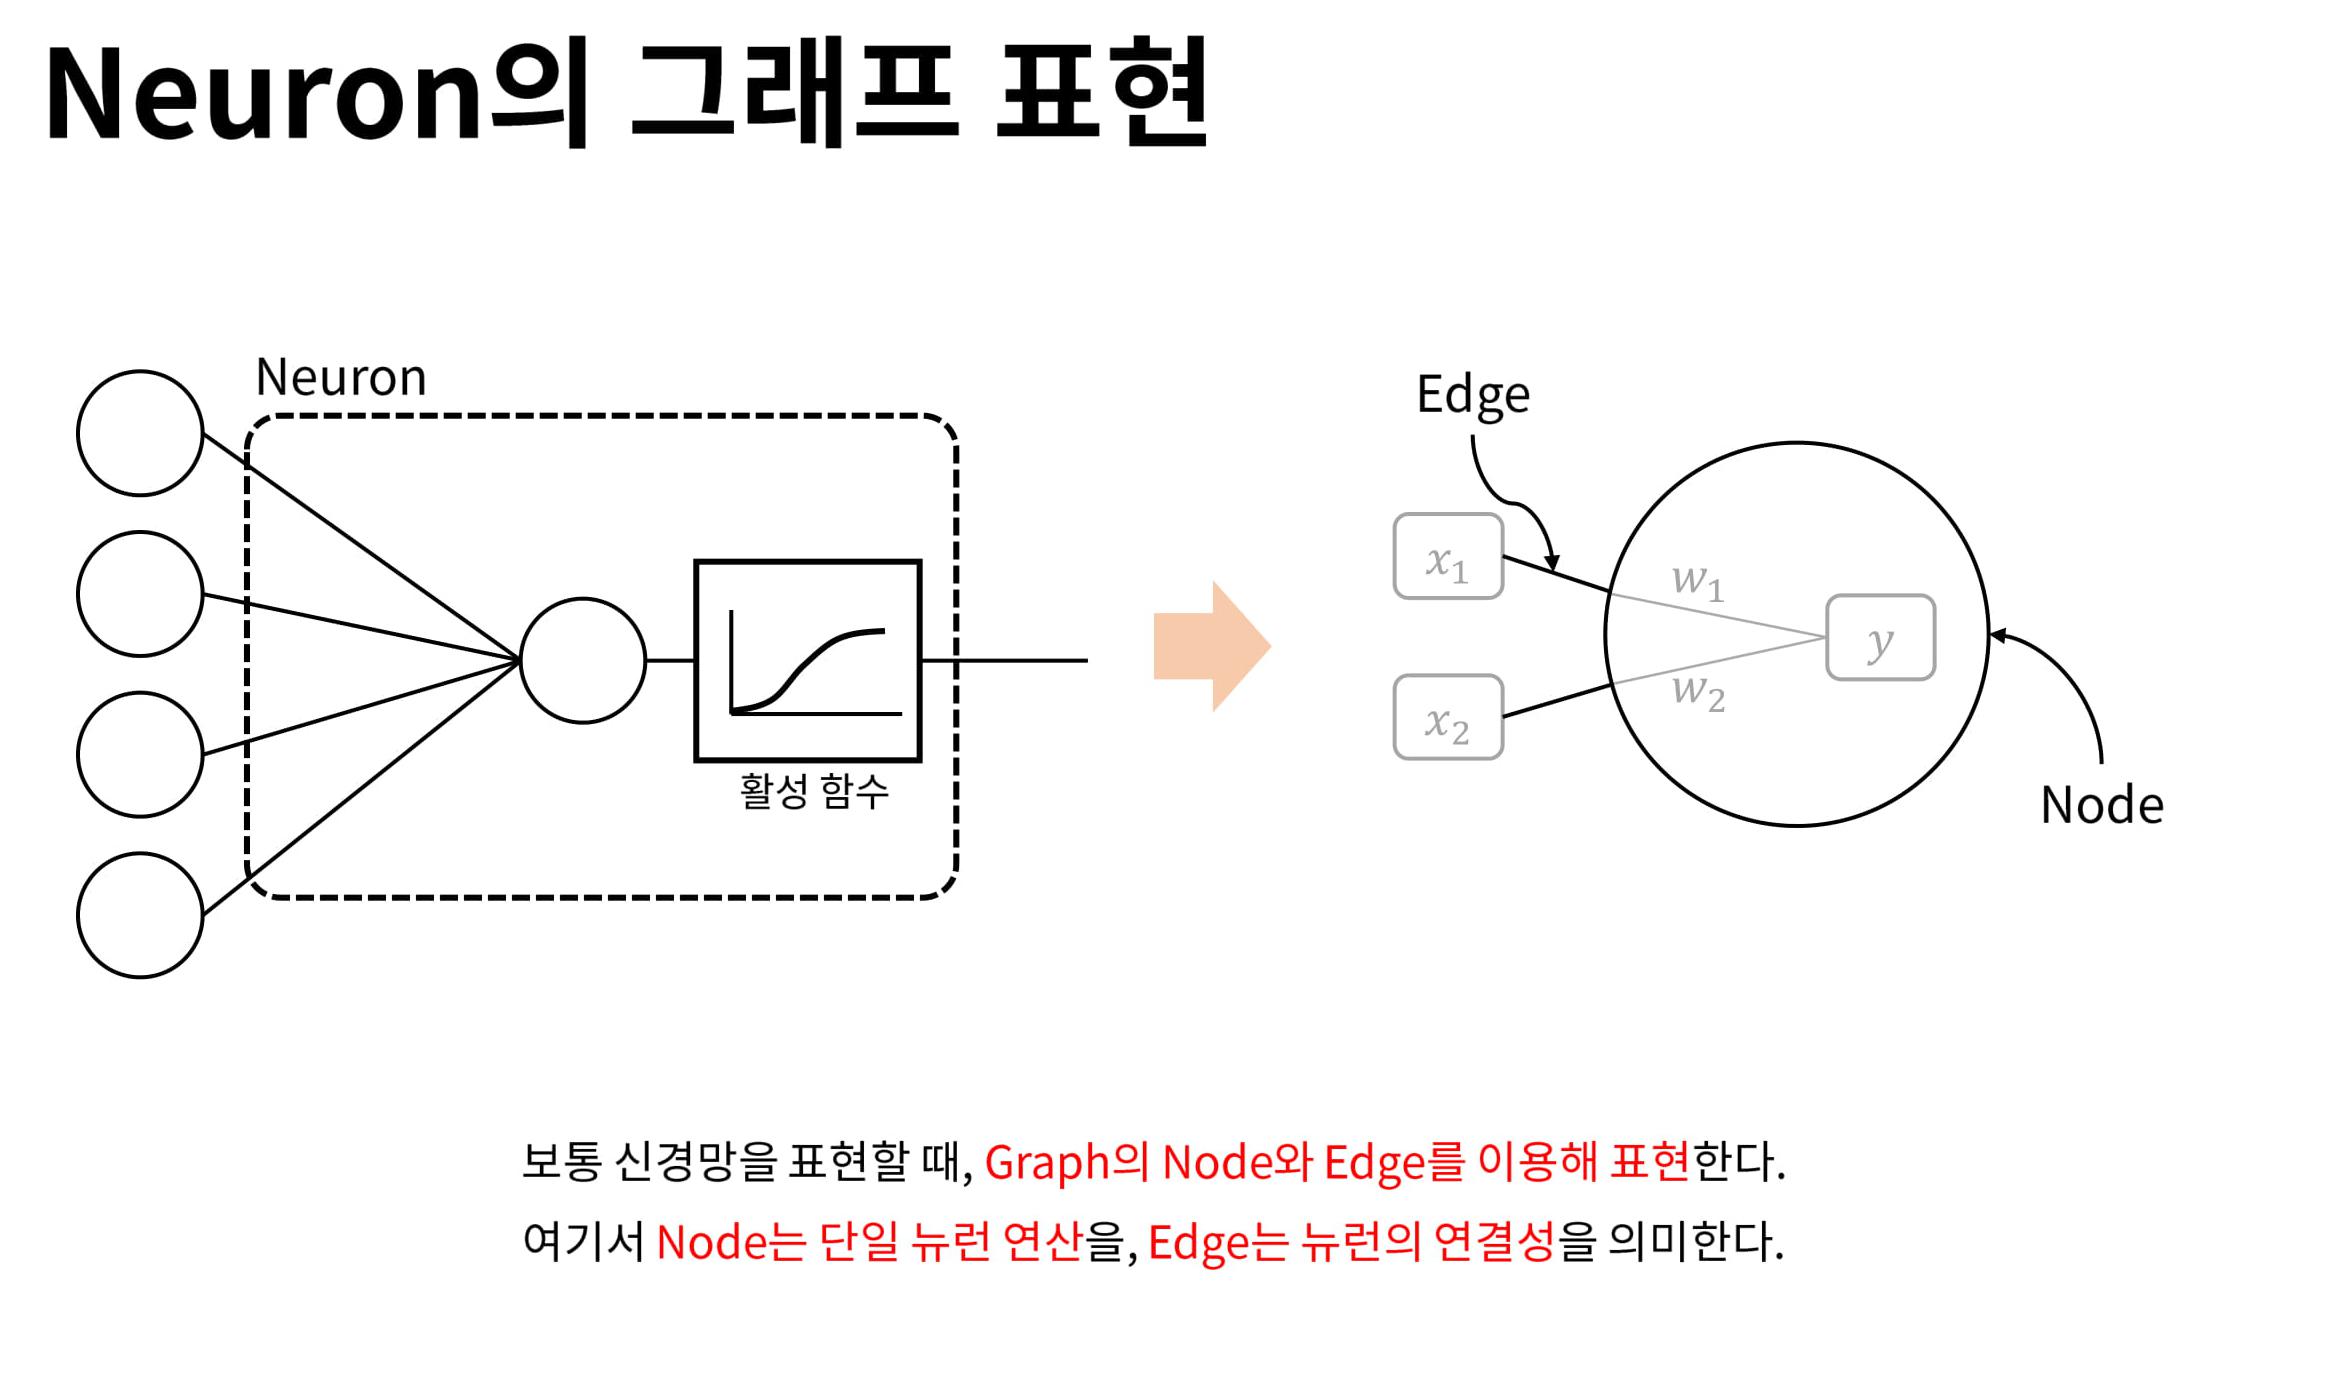 Neuron의 그래프 표현
Neuron
활성 함수
Edge
x₁
w₁
y
x₂
w₂
Node
보통 신경망을 표현할 때, Graph의 Node와 Edge를 이용해 표현한다.
여기서 Node는 단일 뉴런 연산을, Edge는 뉴런의 연결성을 의미한다.